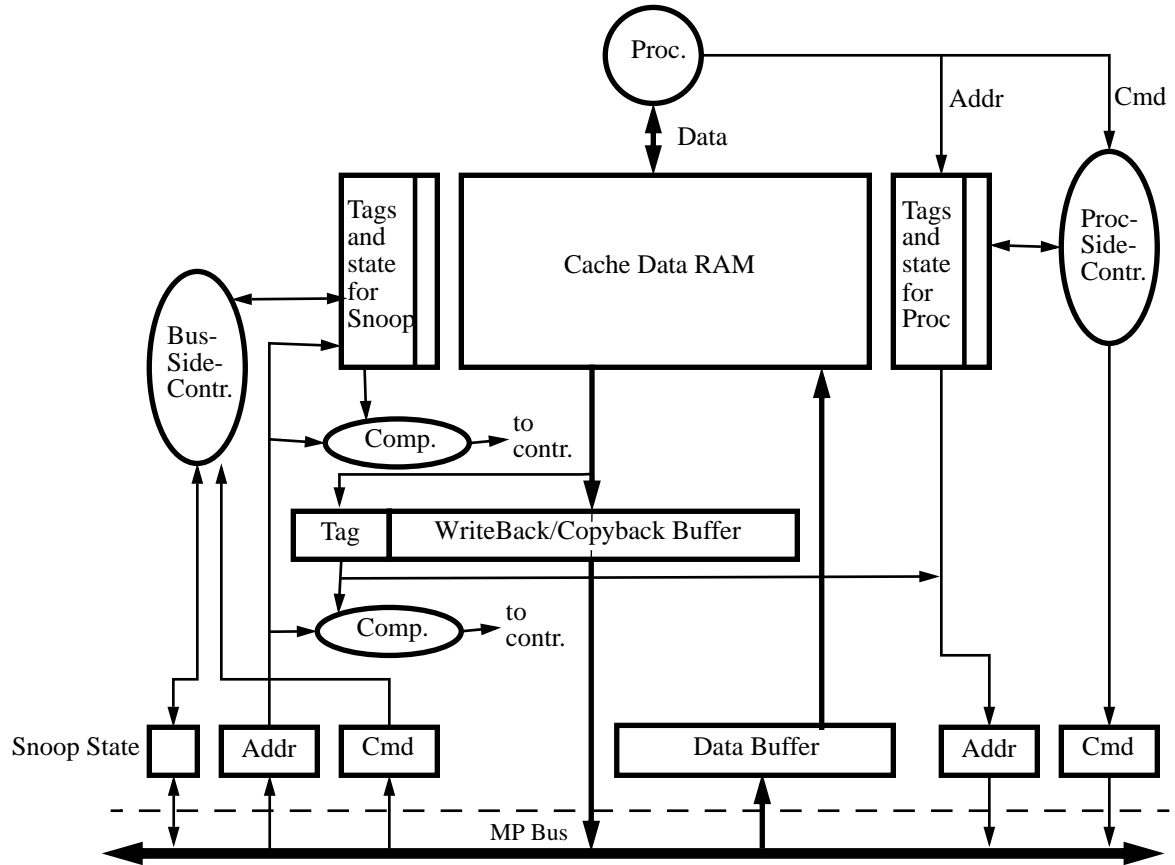 Proc.
Addr
Cmd
Data
Tags
and
state
for
Snoop
Cache Data RAM
Tags
and
state
for
Proc
Proc-
Side-
Contr.
Bus-
Side-
Contr.
Comp.
to
contr.
Tag
WriteBack/Copyback Buffer
Comp.
to
contr.
Snoop State
Addr
Cmd
Data Buffer
Addr
Cmd
MP Bus